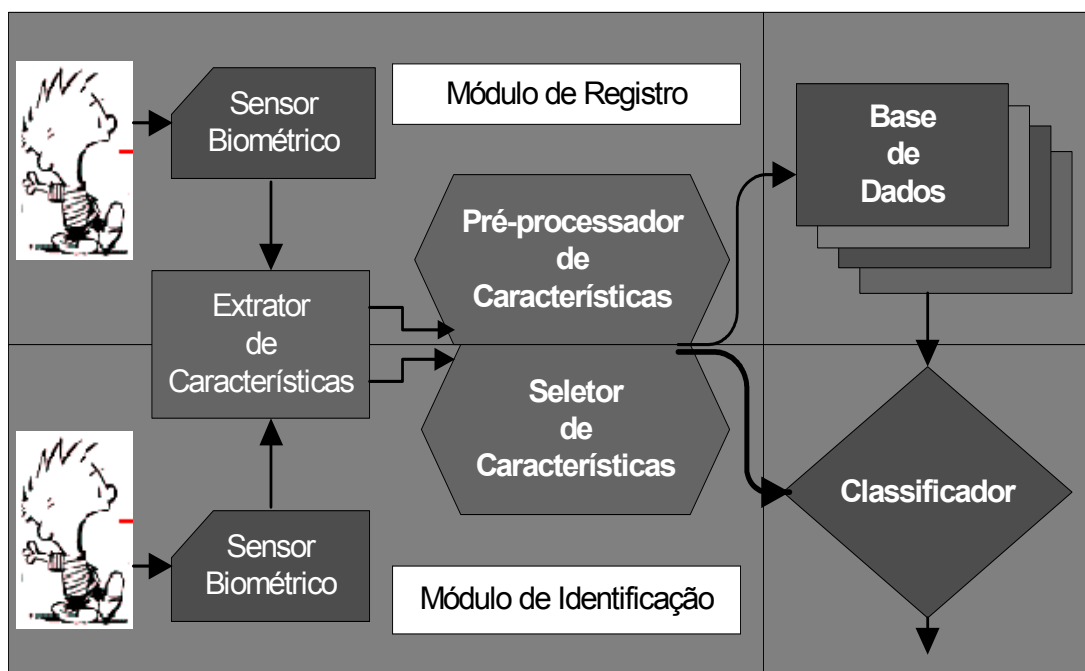 Sensor
Biométrico
Módulo de Registro
Base
de
Dados
Pré-processador
de
Características
Extrator
de
Características
Seletor
de
Características
Classificador
Sensor
Biométrico
Módulo de Identificação